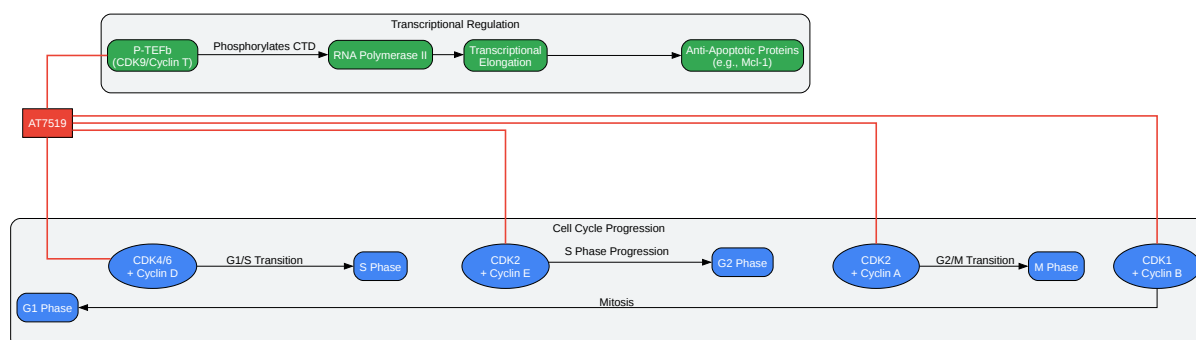 Transcriptional Regulation
P-TEFb
(CDK9/Cyclin T)
Phosphorylates CTD
RNA Polymerase II
Transcriptional
Elongation
Anti-Apoptotic Proteins
(e.g., Mcl-1)
AT7519
Cell Cycle Progression
CDK4/6
+ Cyclin D
G1/S Transition
S Phase
CDK2
+ Cyclin E
S Phase Progression
G2 Phase
CDK2
+ Cyclin A
G2/M Transition
M Phase
CDK1
+ Cyclin B
G1 Phase
Mitosis